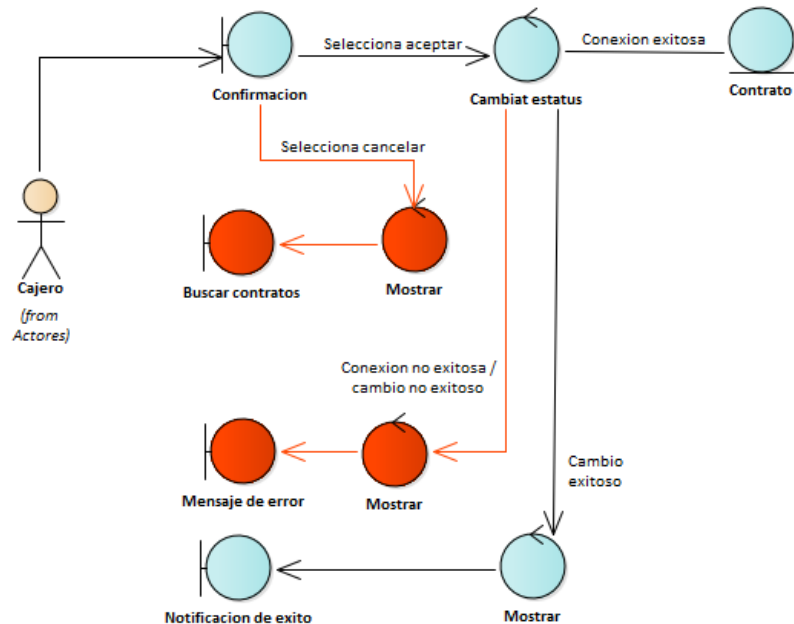 Selecciona aceptar
Conexion exitosa
Confirmacion
Cambiat estatus
Contrato
Selecciona cancelar
Cajero
(from
Actores)
Buscar contratos
Mostrar
Conexion no exitosa /
cambio no exitoso
Mensaje de error
Mostrar
Cambio
exitoso
Notificacion de exito
Mostrar